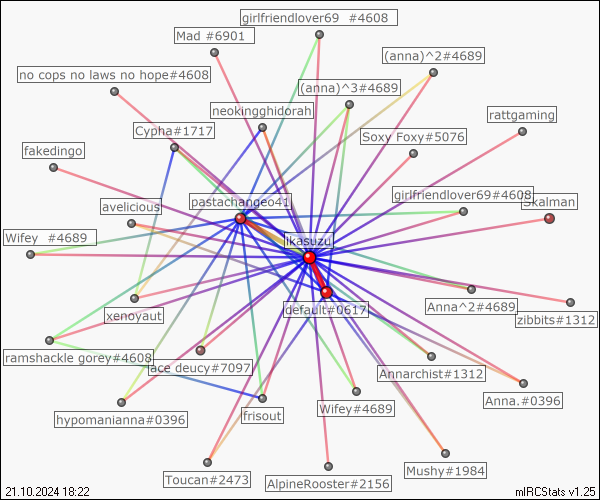 girlfriendlover69 #4608
Mad #6901
(anna)^2#4689
no cops no laws no hope#4608
(anna)^3#4689
neokingghidorah
rattgaming
Cypha#1717
Soxy Foxy#5076
fakedingo
pastachange041
girlfriendlover69#4608
Skalman
avelicious
Wifey #4689
likasuzu
xenoyaut
default#0617
Anna^2#4689
zibbits#1312
ramshackle gorey#4608
ace deucy#7097
Annarchist#1312
Anna.#0396
hypomanianna#0396
frisout
Wifey#4689
Toucan#2473
AlpineRooster#2156
Mushy#1984
21.10.2024 18:22
mIRCStats v1.25